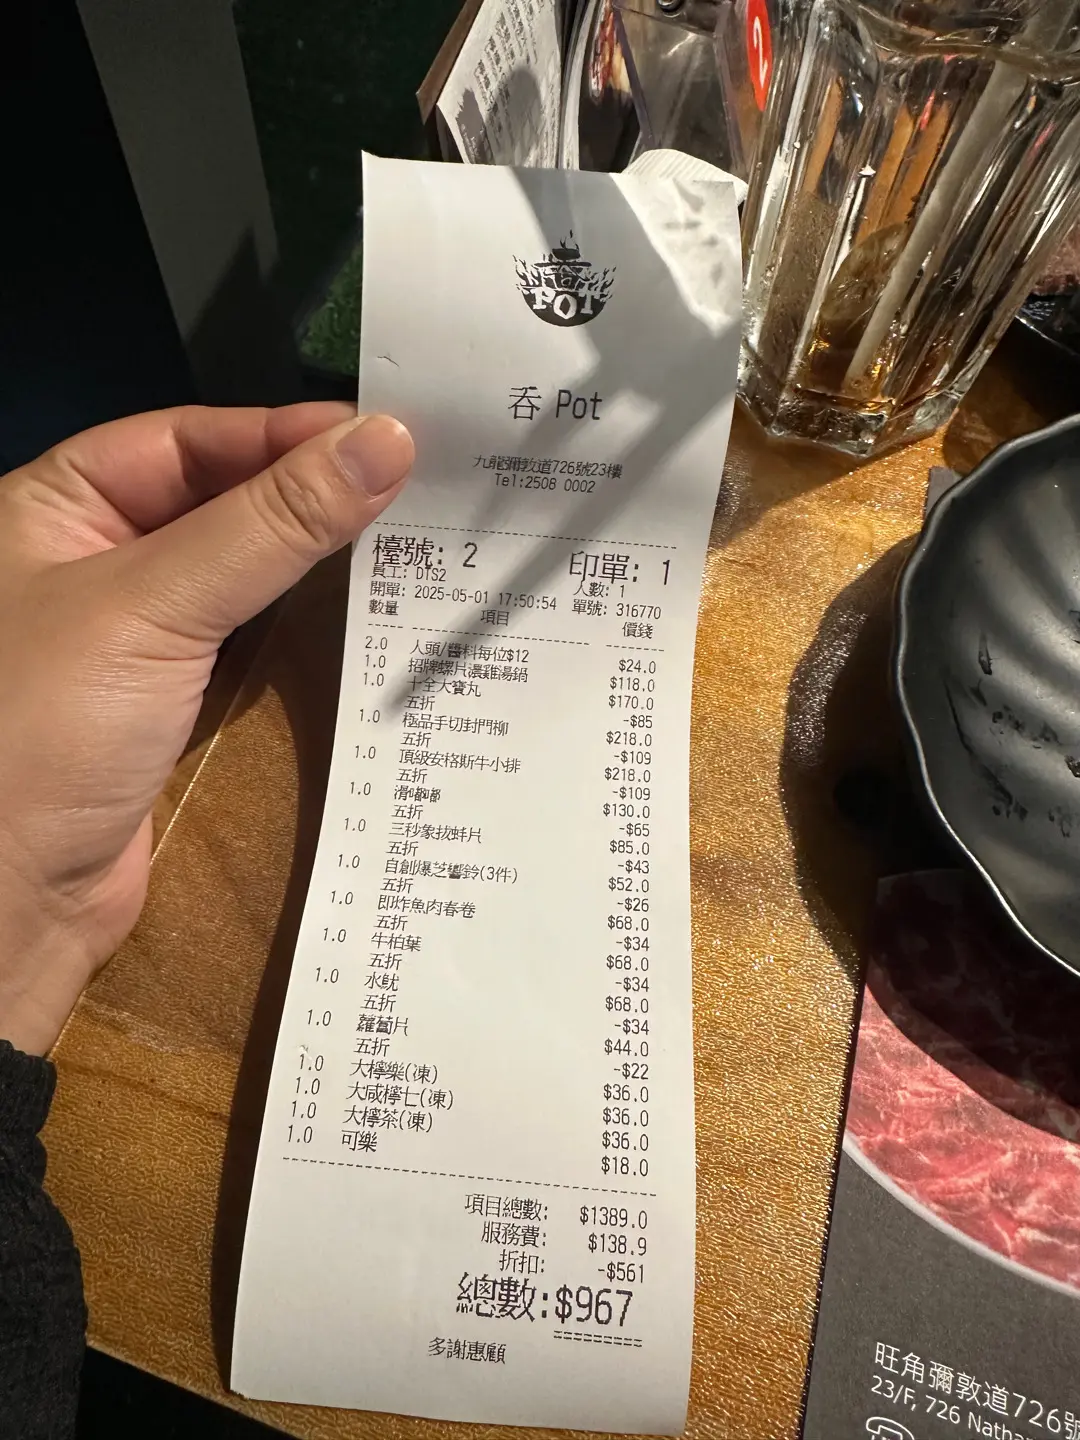 2
POT
吞 Pot
九龍彌敦道726號23樓
Tel:2508 0002
檯號: 2 印單: 1
員工: DTS2 人數: 1
開單: 2025-05-01 17:50:54 單號: 316770
數量 項目 價錢
2.0 人頭/醬料每位$12 $24.0
1.0 招牌螺片濃雞湯鍋 $118.0
1.0 十全大寶丸 $170.0
五折 -$85
1.0 極品手切封門柳 $218.0
五折 -$109
1.0 頂級安格斯牛小排 $218.0
五折 -$109
1.0 滑嘟嘟 $130.0
五折 -$65
1.0 三秒象拔蚌片 $85.0
五折 -$43
1.0 自創爆芝響鈴(3件) $52.0
五折 -$26
1.0 即炸魚肉春卷 $68.0
五折 -$34
1.0 牛柏葉 $68.0
五折 -$34
1.0 水魷 $68.0
五折 -$34
1.0 蘿蔔片 $44.0
五折 -$22
1.0 大檸樂(凍) $36.0
1.0 大咸檸七(凍) $36.0
1.0 大檸茶(凍) $36.0
1.0 可樂 $18.0
項目總數: $1389.0
服務費: $138.9
折扣: -$561
總數:$967
多謝惠顧
旺角彌敦道726號
23/F, 726 Nathan